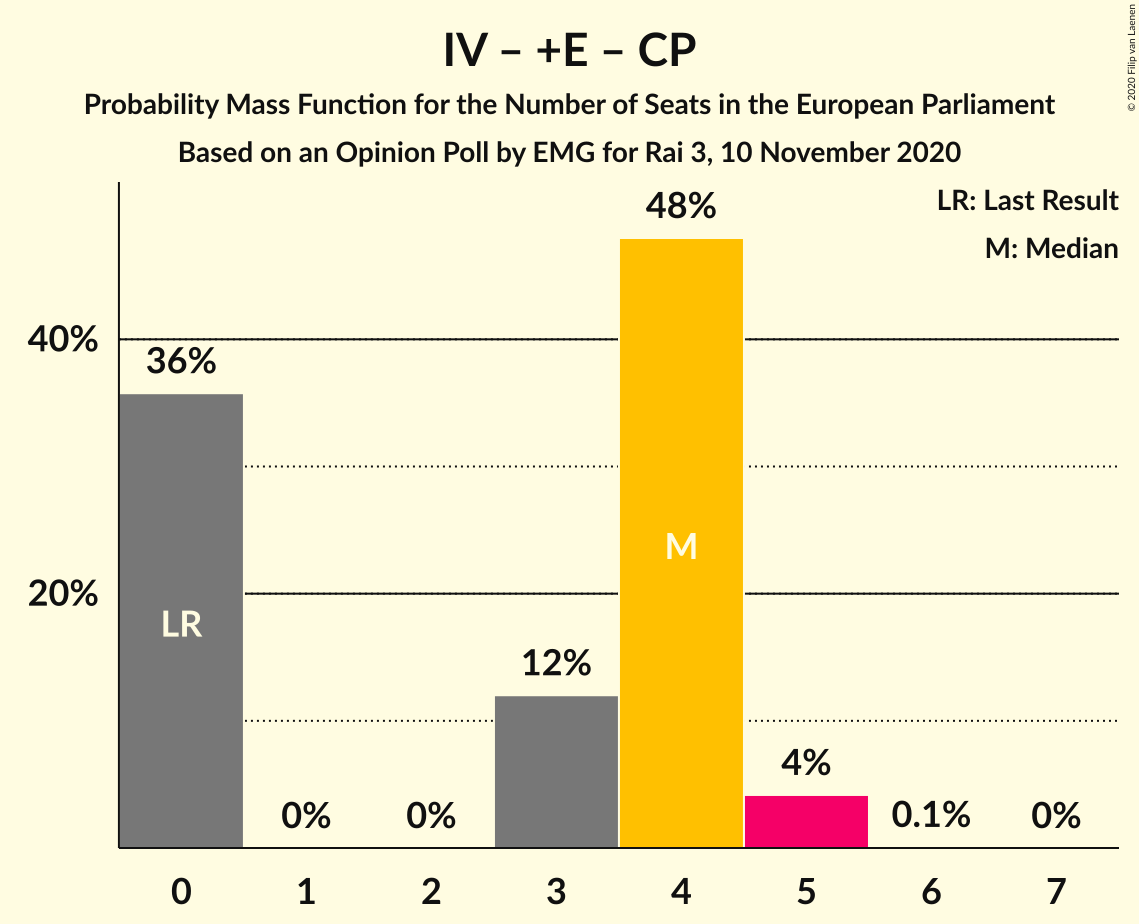 IV – +E – CP
Probability Mass Function for the Number of Seats in the European Parliament
Based on an Opinion Poll by EMG for Rai 3, 10 November 2020
© 2020 Filip van Laenen
LR: Last Result
M: Median
48%
40%
36%
M
20%
LR
12%
4%
0% 0% 0.1% 0%
0 1 2 3 4 5 6 7